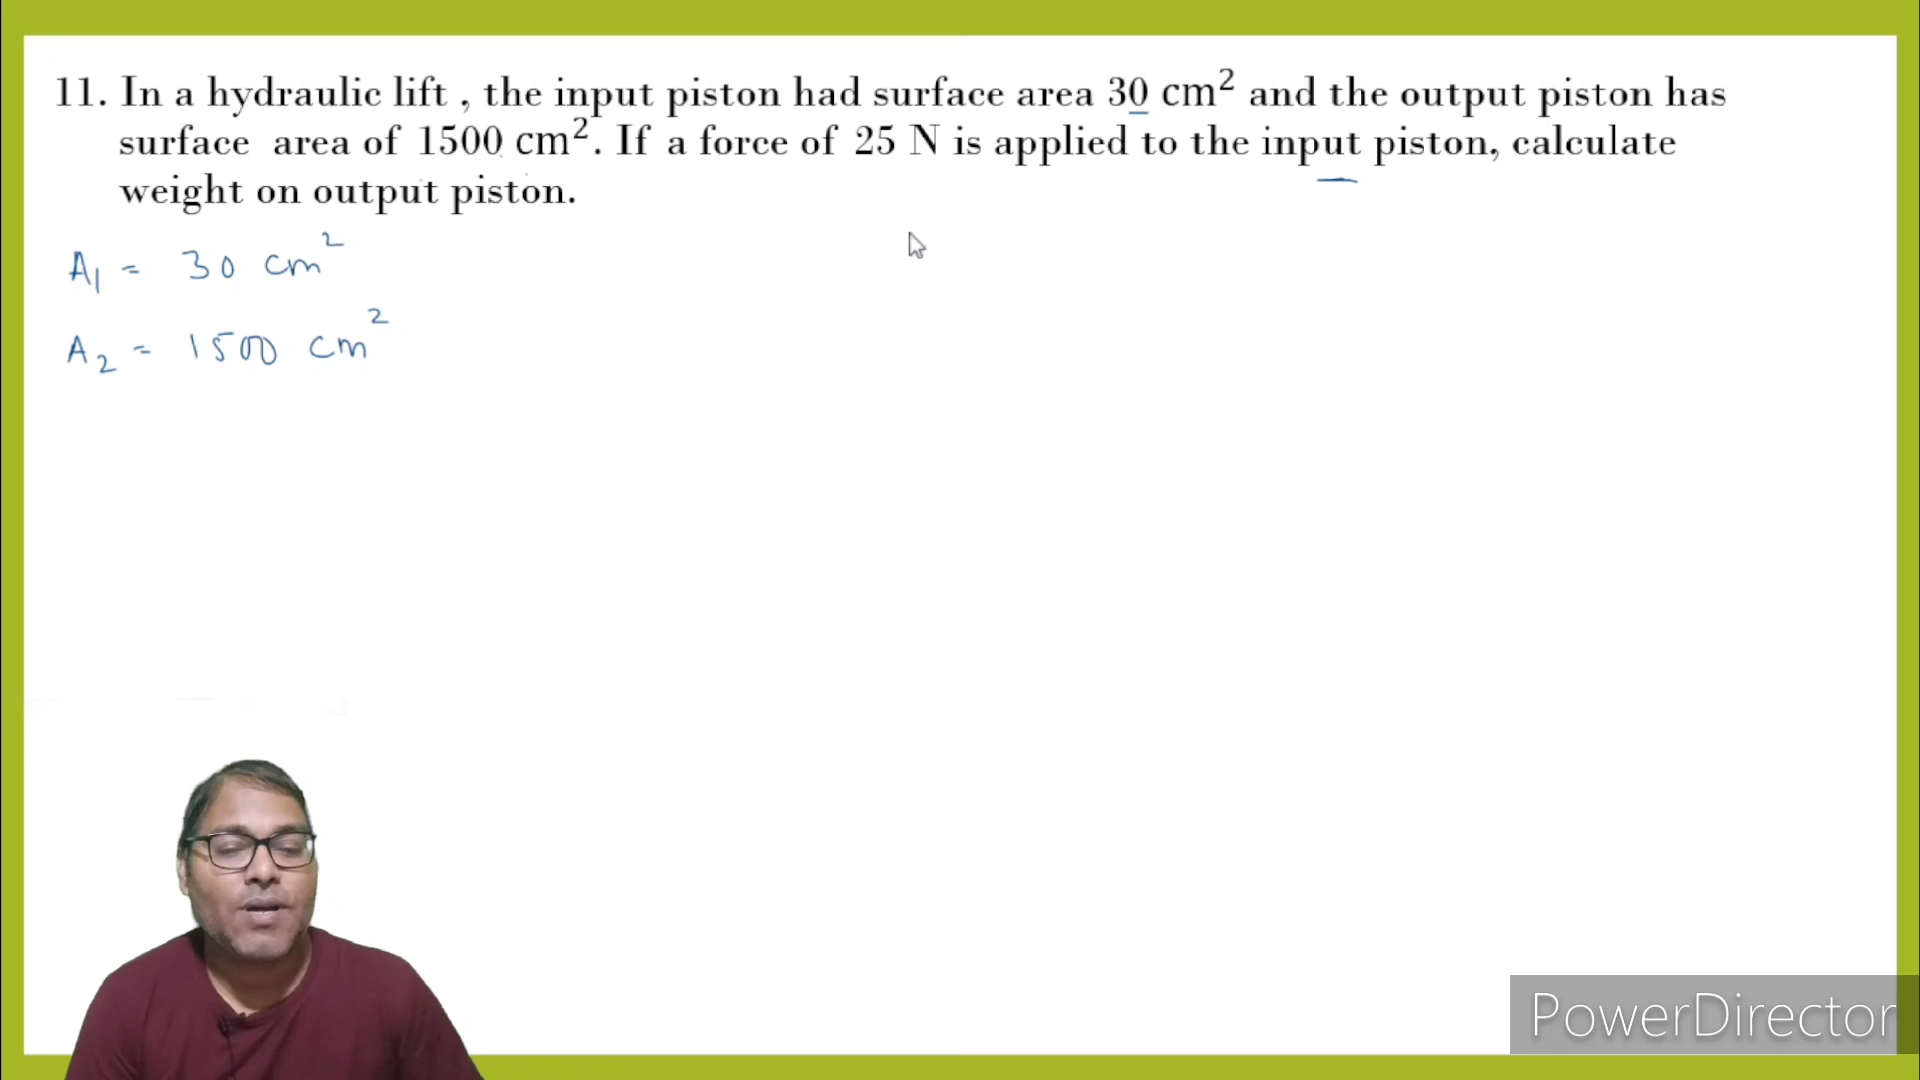 11. In a hydraulic lift , the input piston had surface area 30 cm² and the output piston has
surface area of 1500 cm². If a force of 25 N is applied to the input piston, calculate
weight on output piston.
A₁ = 30 cm²
A₂ = 1500 cm²
PowerDirector